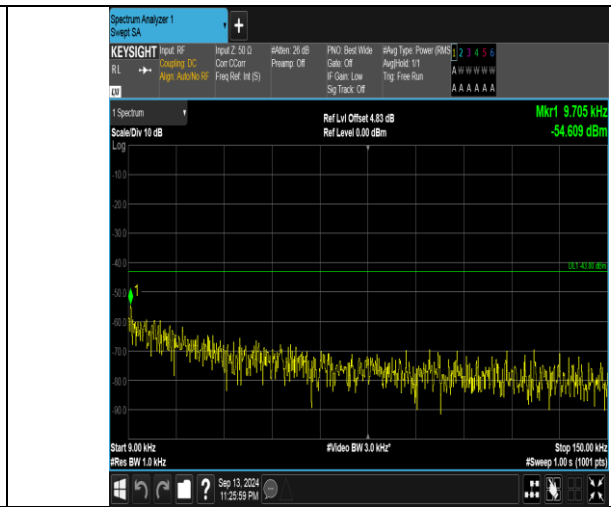 Spectrum Analyzer 1
Swept SA
+
KEYSIGHT Input: RF Input Z: 50 Ω #Atten: 26 dB PNO: Best Wide #Avg Type: Power (RMS 1 2 3 4 5 6
RL Coupling: DC Corr CCorr Preamp: Off Gate: Off Avg|Hold: 1/1 A W W W W W
Align: Auto/No RF Freq Ref: Int (S) IF Gain: Low Trig: Free Run
LXI Sig Track: Off A A A A A A
1 Spectrum Ref Lvl Offset 4.83 dB Mkr1 9.705 kHz
Scale/Div 10 dB Ref Level 0.00 dBm -54.609 dBm
Log
-10.0
-20.0
-30.0
-40.0
DL1 -43.00 dBm
-50.0
1
-60.0
-70.0
-80.0
-90.0
Start 9.00 kHz #Video BW 3.0 kHz* Stop 150.00 kHz
#Res BW 1.0 kHz #Sweep 1.00 s (1001 pts)
? Sep 13, 2024
11:25:59 PM